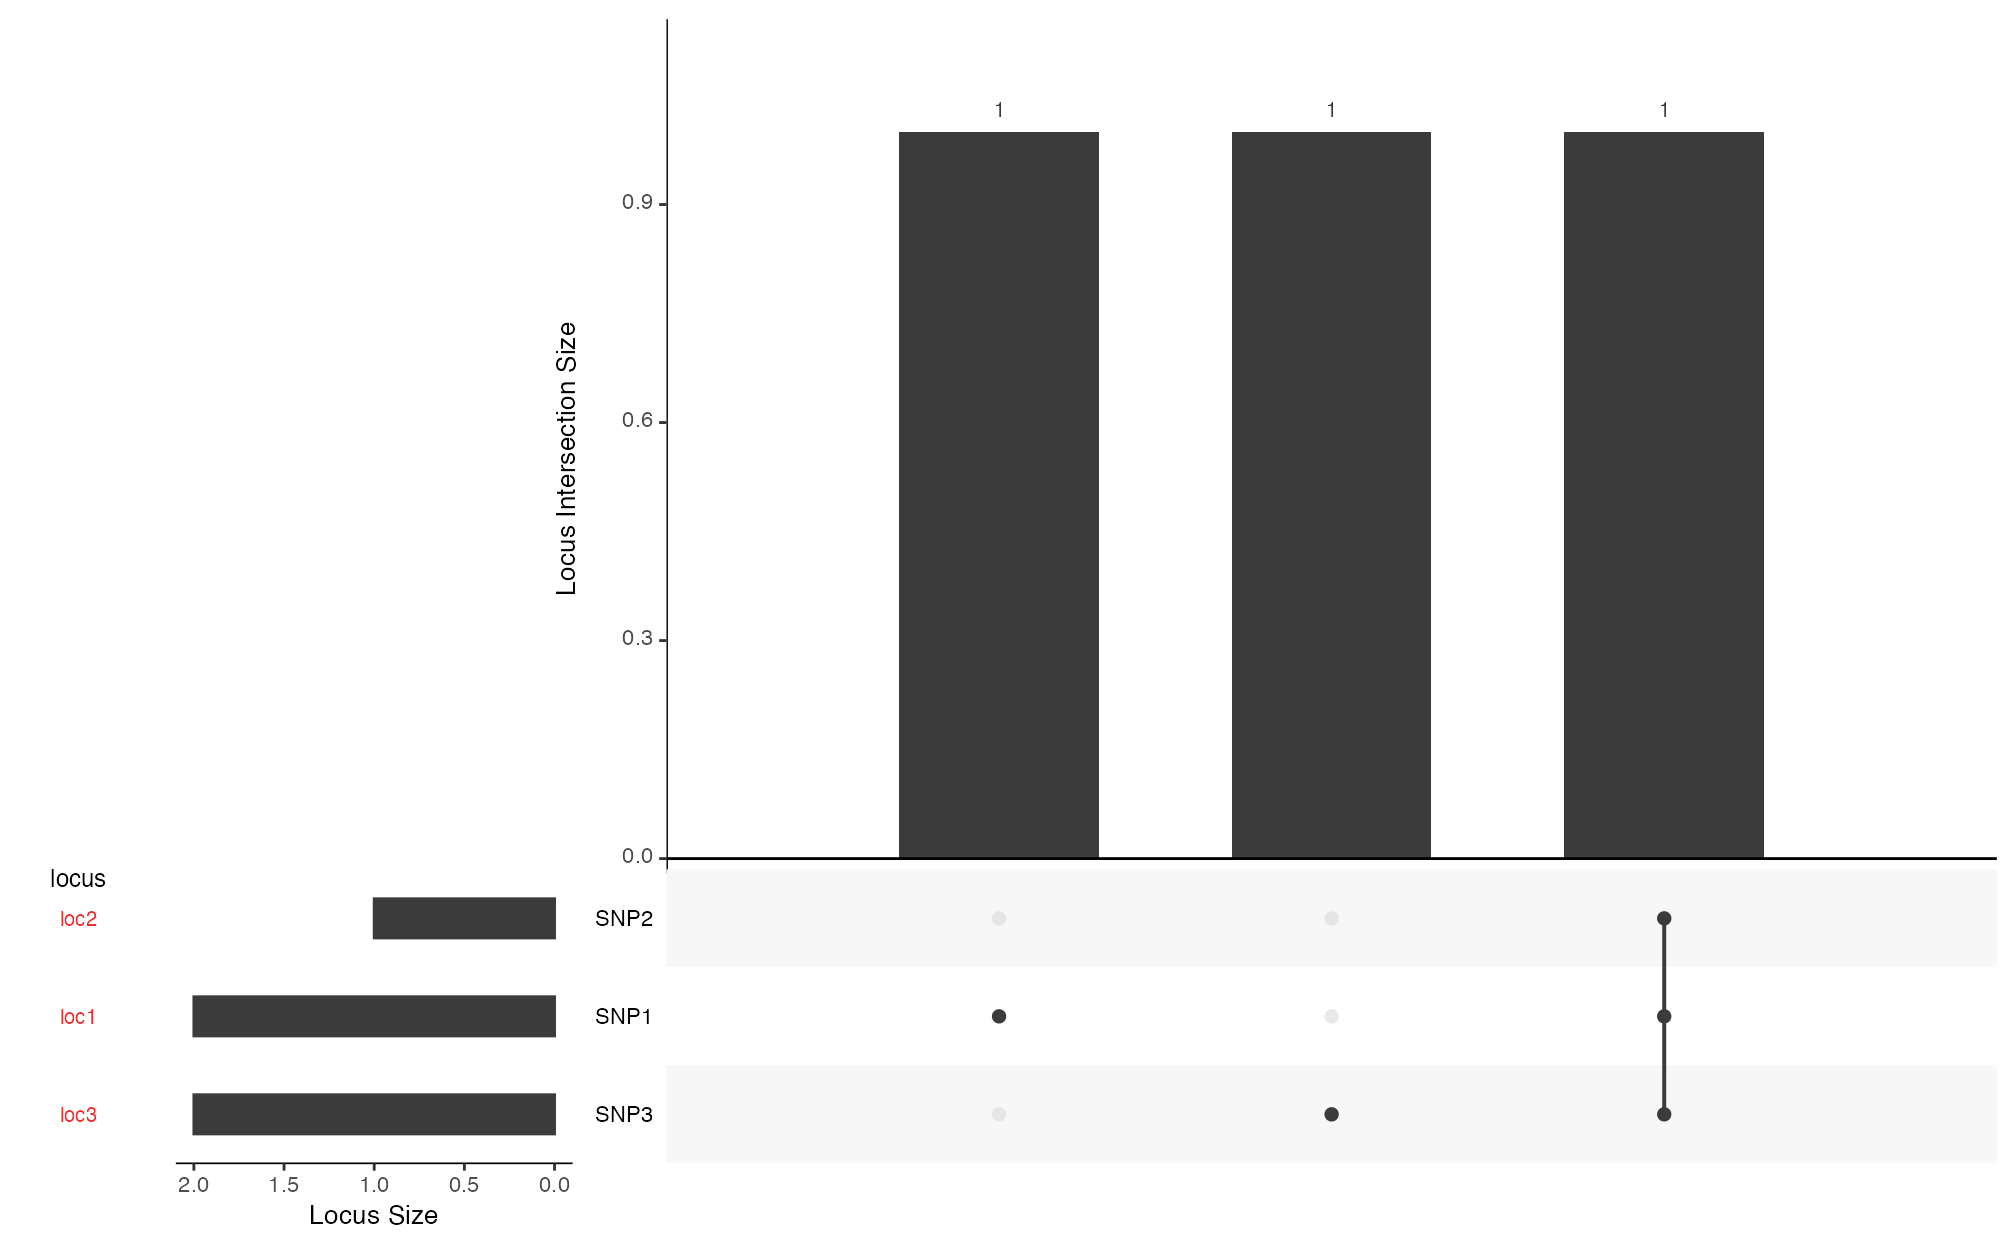 1 1 1
0.9
0.6
0.3
0.0
Locus Intersection Size
locus
loc2 SNP2
loc1 SNP1
loc3 SNP3
2.0 1.5 1.0 0.5 0.0
Locus Size